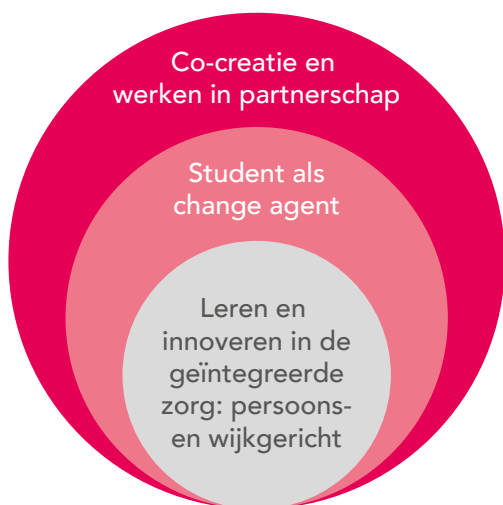 Co-creatie en
werken in partnerschap
Student als
change agent
Leren en
innoveren in de
geïntegreerde
zorg: persoons-
en wijkgericht